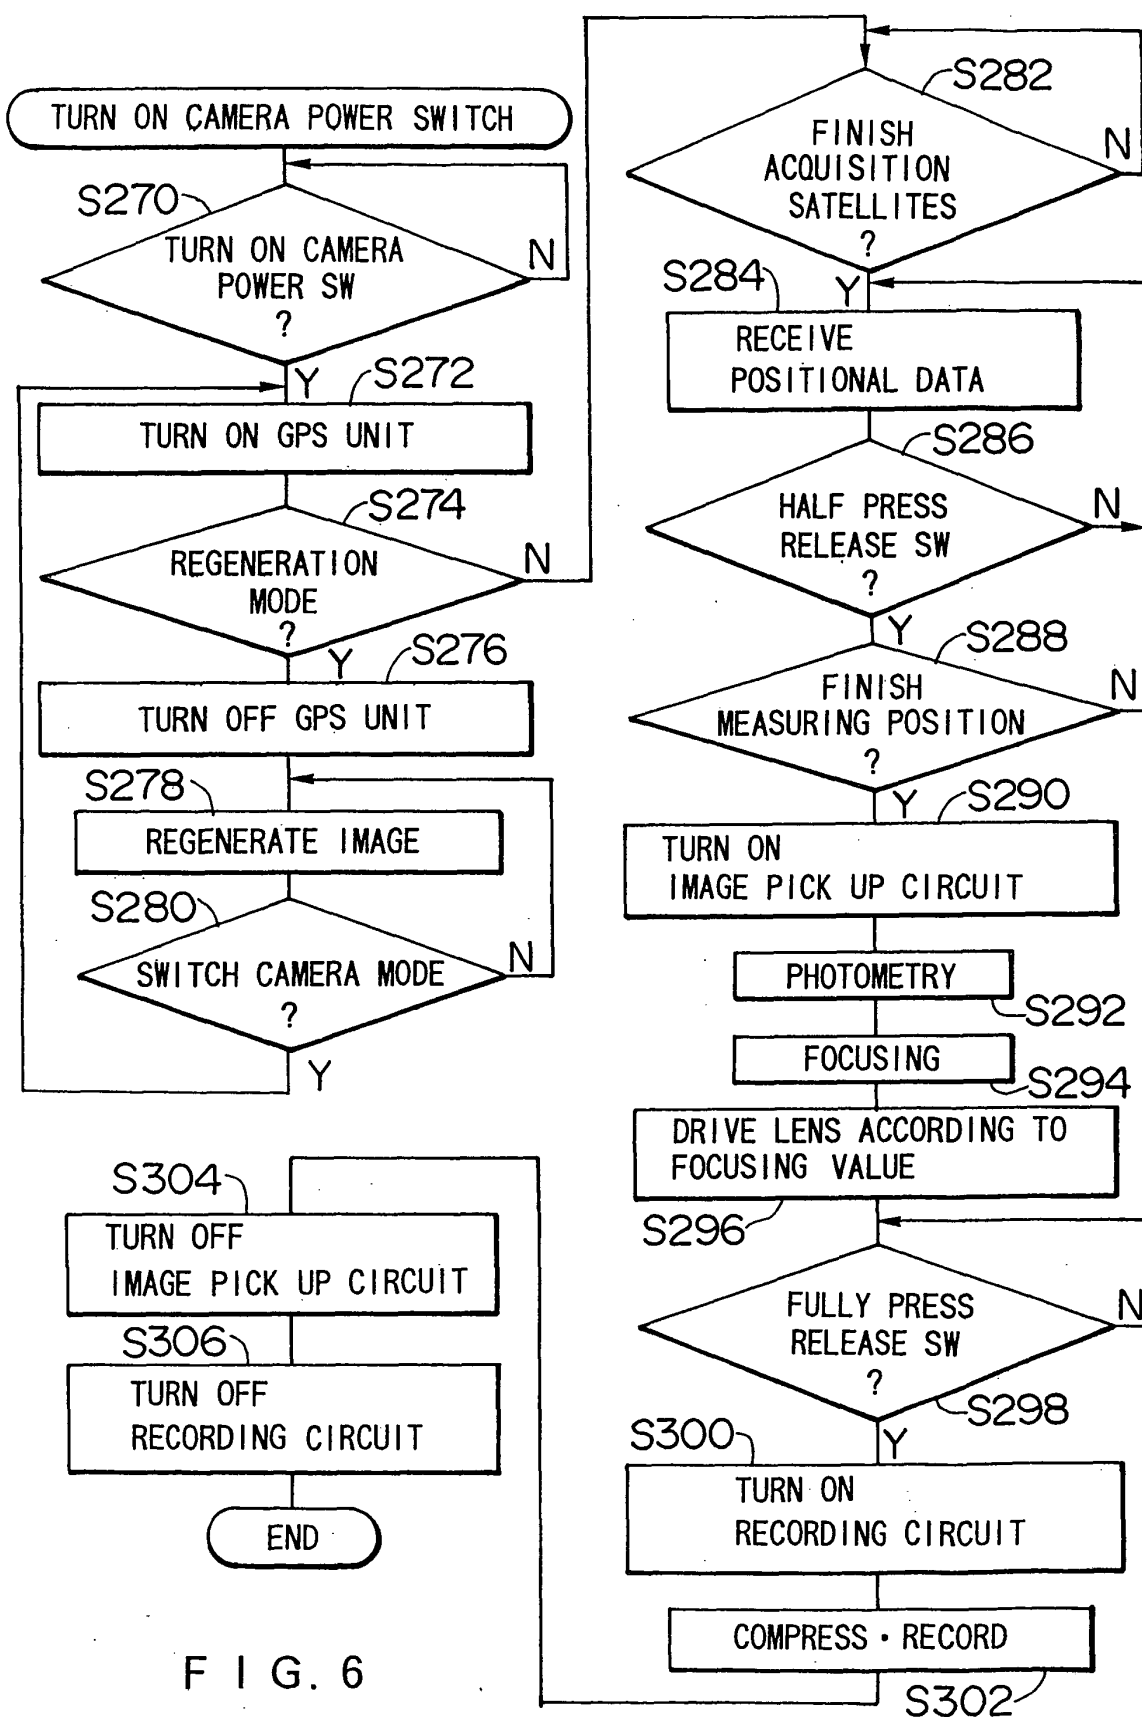 TURN ON CAMERA POWER SWITCH
S270
TURN ON CAMERA
POWER SW
?
N
Y
S272
TURN ON GPS UNIT
S274
REGENERATION
MODE
?
N
Y
S276
TURN OFF GPS UNIT
S278
REGENERATE IMAGE
S280
SWITCH CAMERA MODE
?
N
Y
S282
FINISH
ACQUISITION
SATELLITES
?
N
Y
S284
RECEIVE
POSITIONAL DATA
S286
HALF PRESS
RELEASE SW
?
N
Y
S288
FINISH
MEASURING POSITION
?
N
Y
S290
TURN ON
IMAGE PICK UP CIRCUIT
PHOTOMETRY
S292
FOCUSING
S294
DRIVE LENS ACCORDING TO
FOCUSING VALUE
S296
FULLY PRESS
RELEASE SW
?
N
S298
Y
S300
TURN ON
RECORDING CIRCUIT
COMPRESS・RECORD
S302
S304
TURN OFF
IMAGE PICK UP CIRCUIT
S306
TURN OFF
RECORDING CIRCUIT
END
FIG. 6